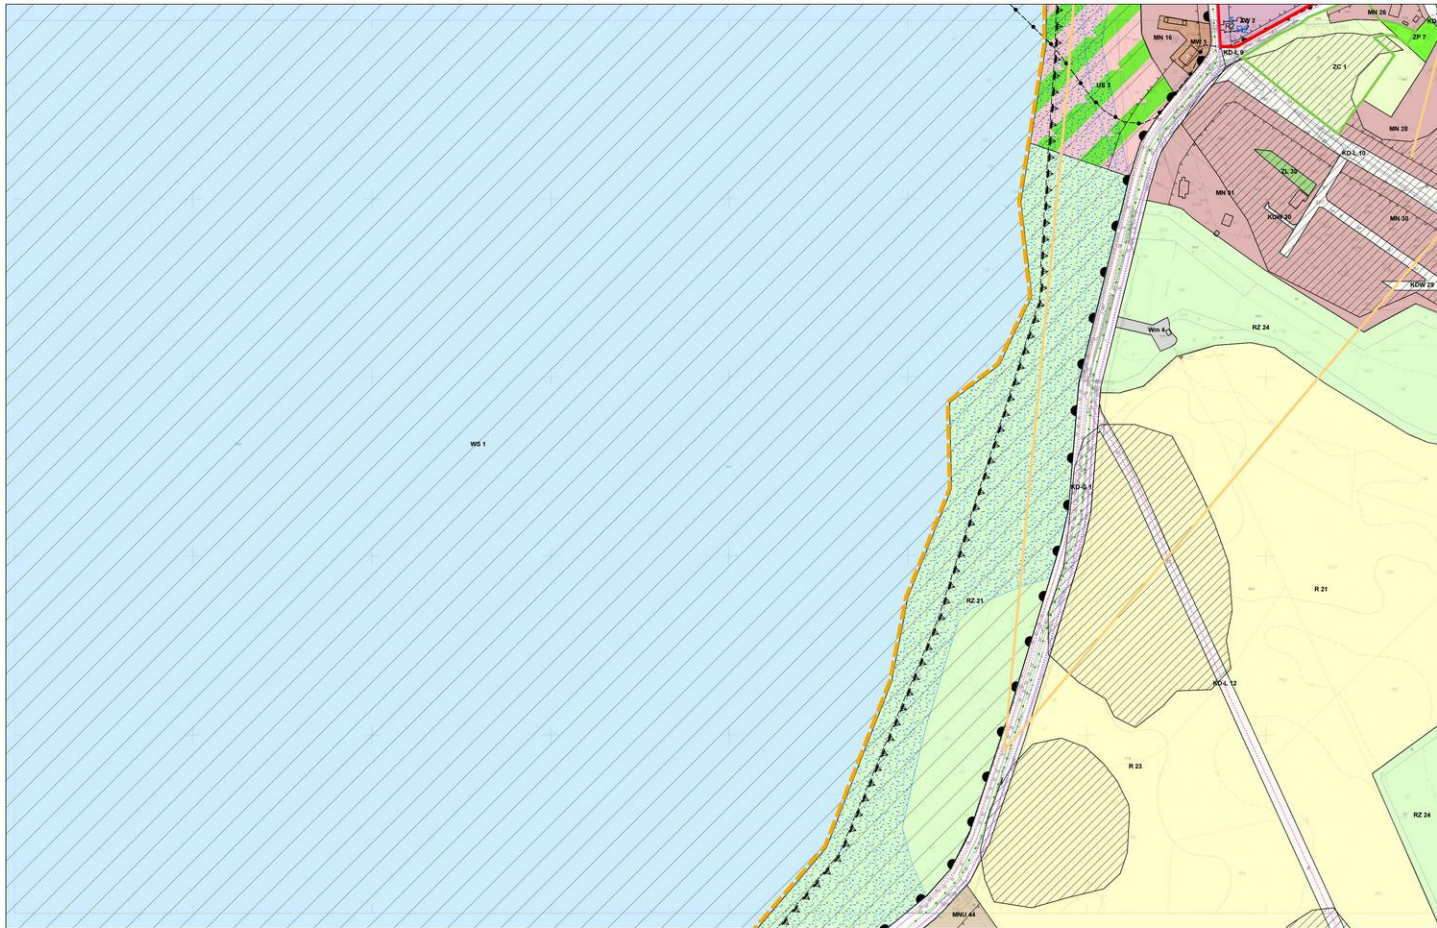 MN 26
ZP 7
MN 16
MW 1
KD-L 9
ZC 1
US 3
MN 28
KD-L 10
ZL 30
MN 31
KDW 30
MN 30
KDW 29
RZ 24
Wm 4
WS 1
KD-G 1
R 21
RZ 21
KD-L 12
R 23
RZ 24
MNU 44